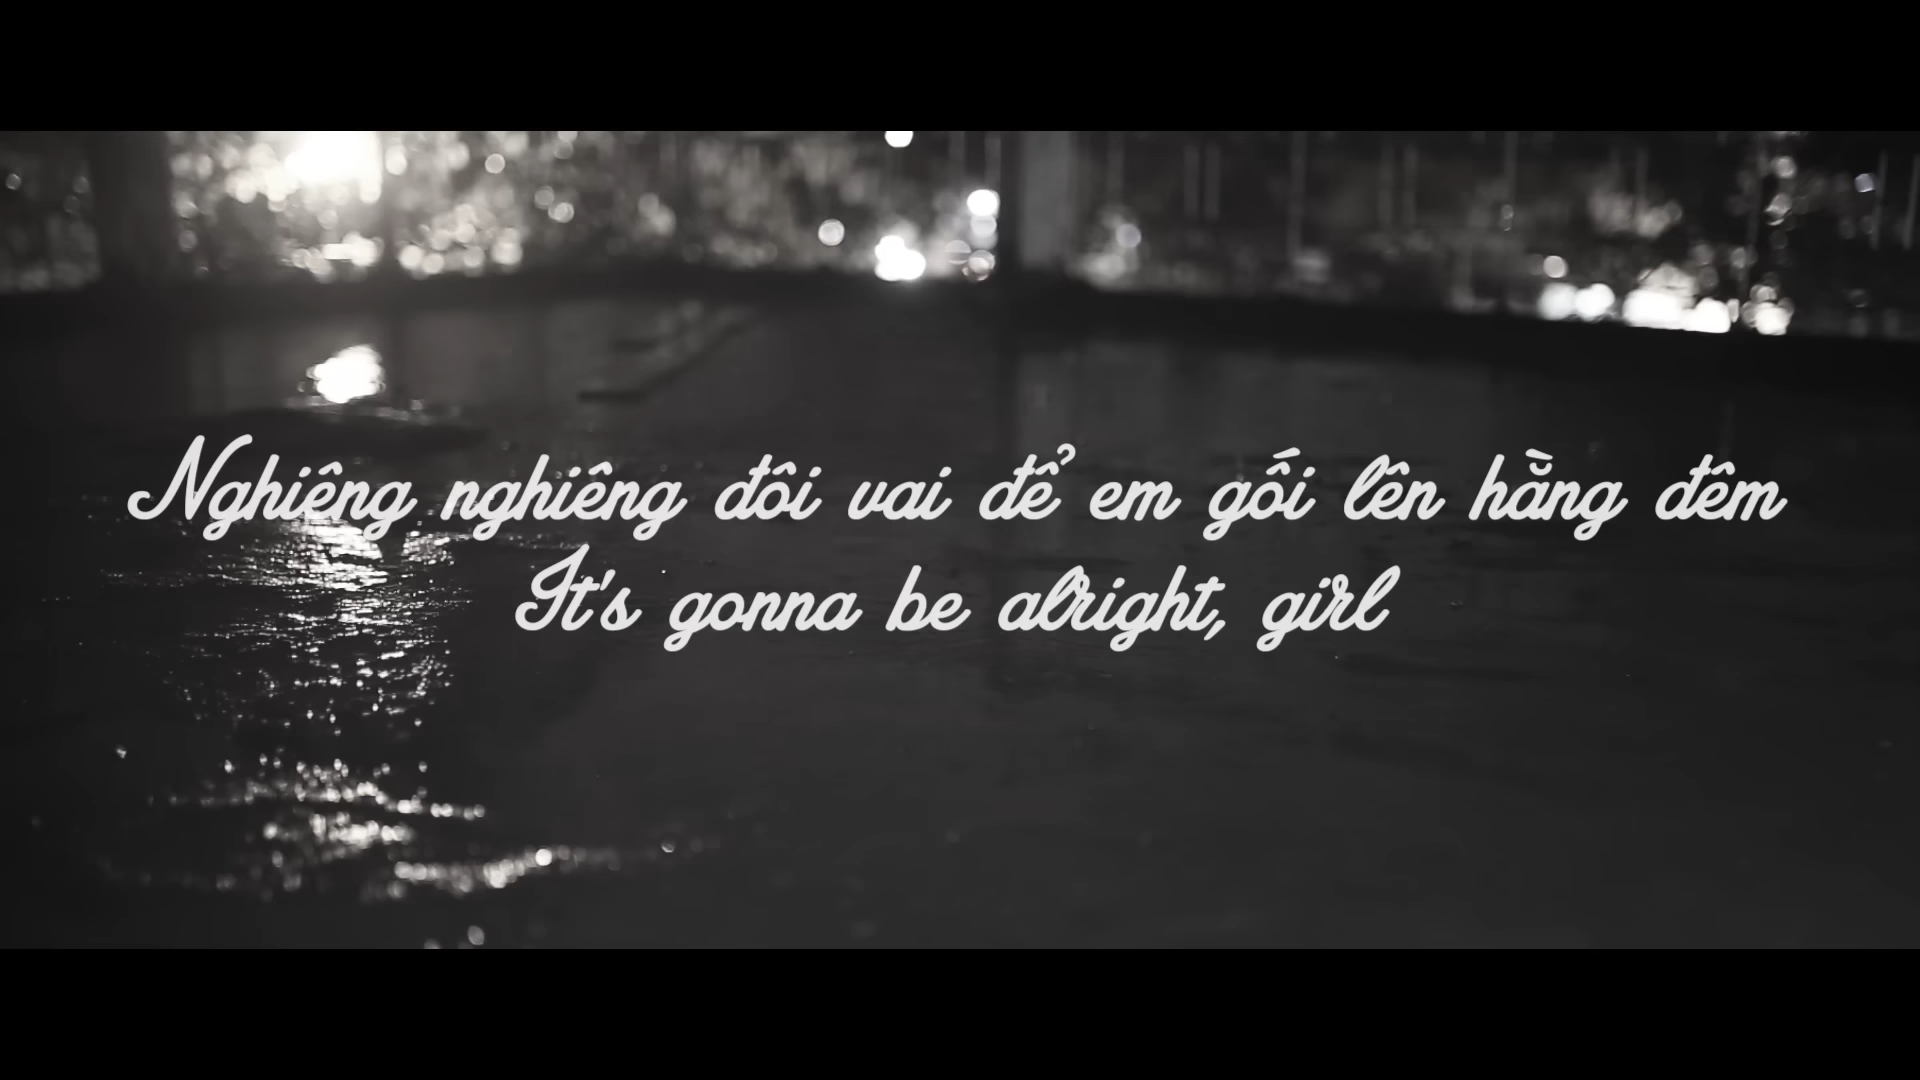 Nghiêng nghiêng đôi vai để em gối lên hằng đêm
It's gonna be alright, girl